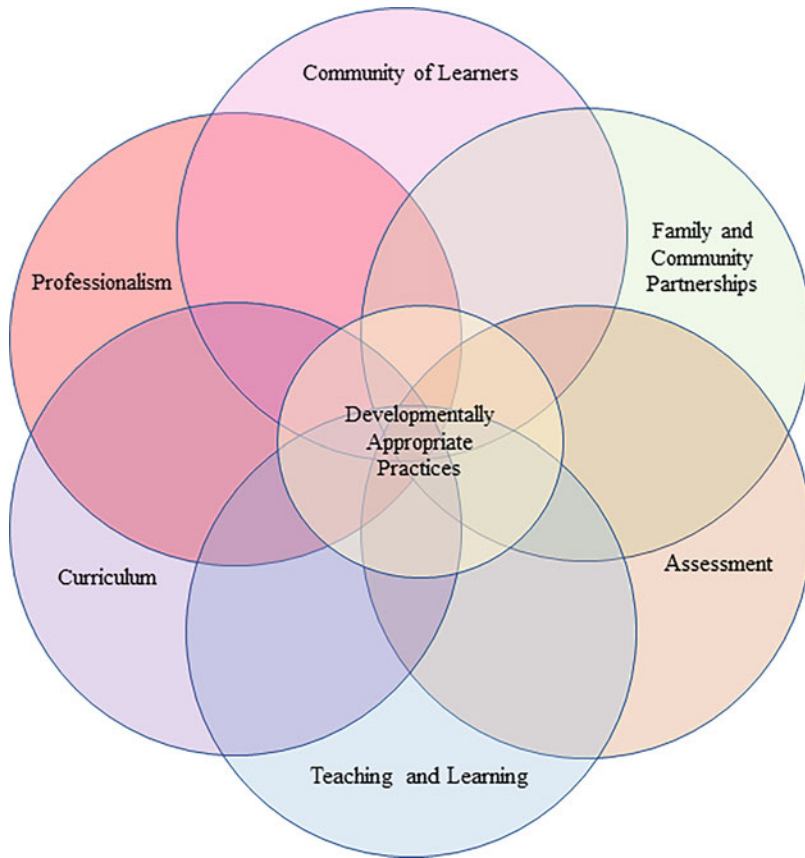 Community of Learners
Family and
Community
Partnerships
Professionalism
Developmentally
Appropriate
Practices
Curriculum
Assessment
Teaching and Learning